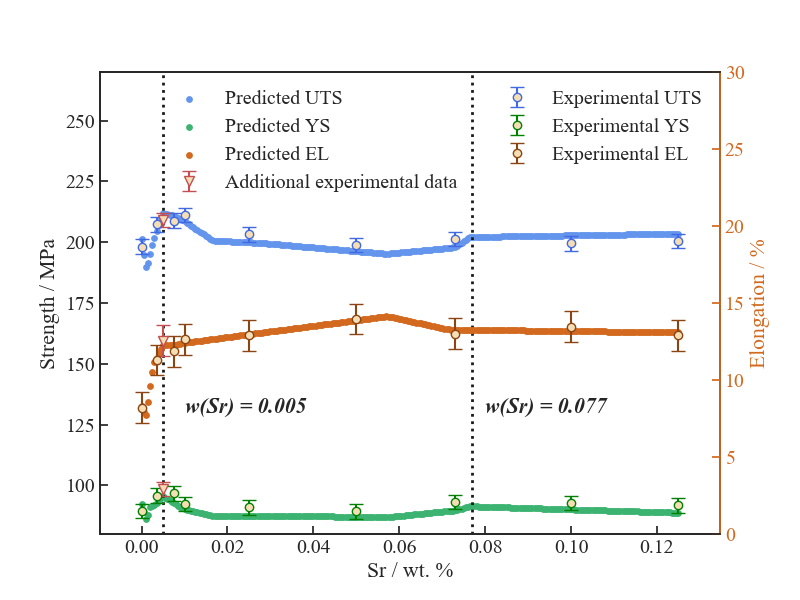 Predicted UTS
Predicted YS
Predicted EL
Additional experimental data
Experimental UTS
Experimental YS
Experimental EL
250
225
200
175
150
125
100
Strength / MPa
30
25
20
15
10
5
0
Elongation / %
w(Sr) = 0.005
w(Sr) = 0.077
0.00 0.02 0.04 0.06 0.08 0.10 0.12
Sr / wt. %